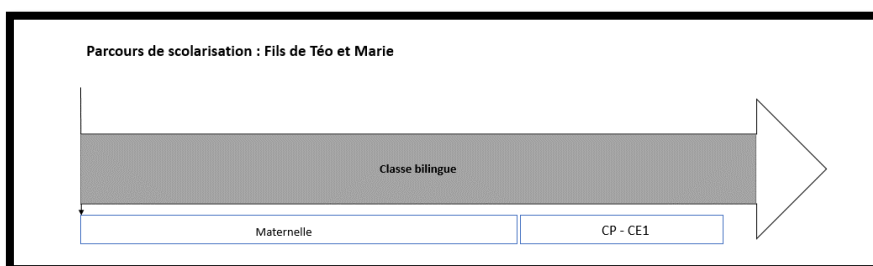 Parcours de scolarisation : Fils de Téo et Marie
Classe bilingue
Maternelle
CP - CE1